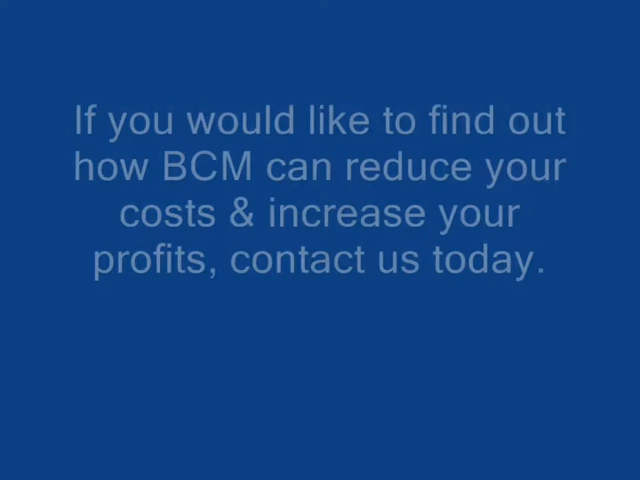 If you would like to find out
how BCM can reduce your
costs & increase your
profits, contact us today.